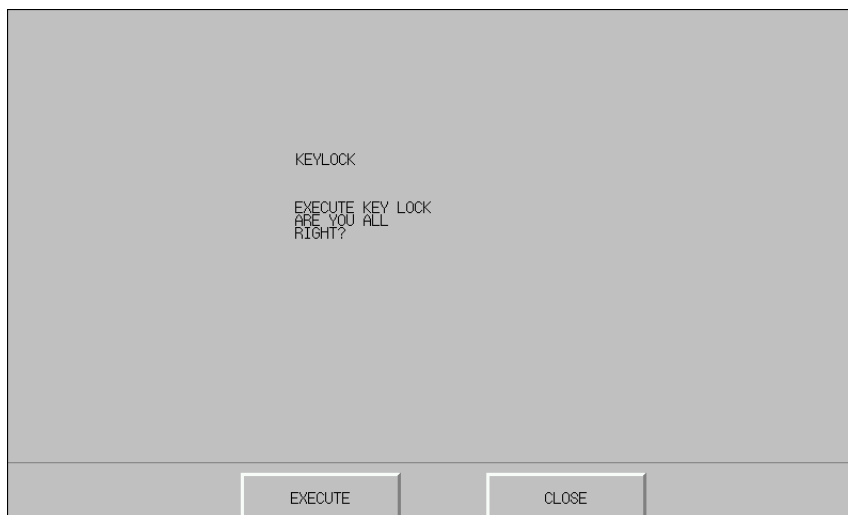 KEYLOCK
EXECUTE KEY LOCK
ARE YOU ALL
RIGHT?
EXECUTE
CLOSE